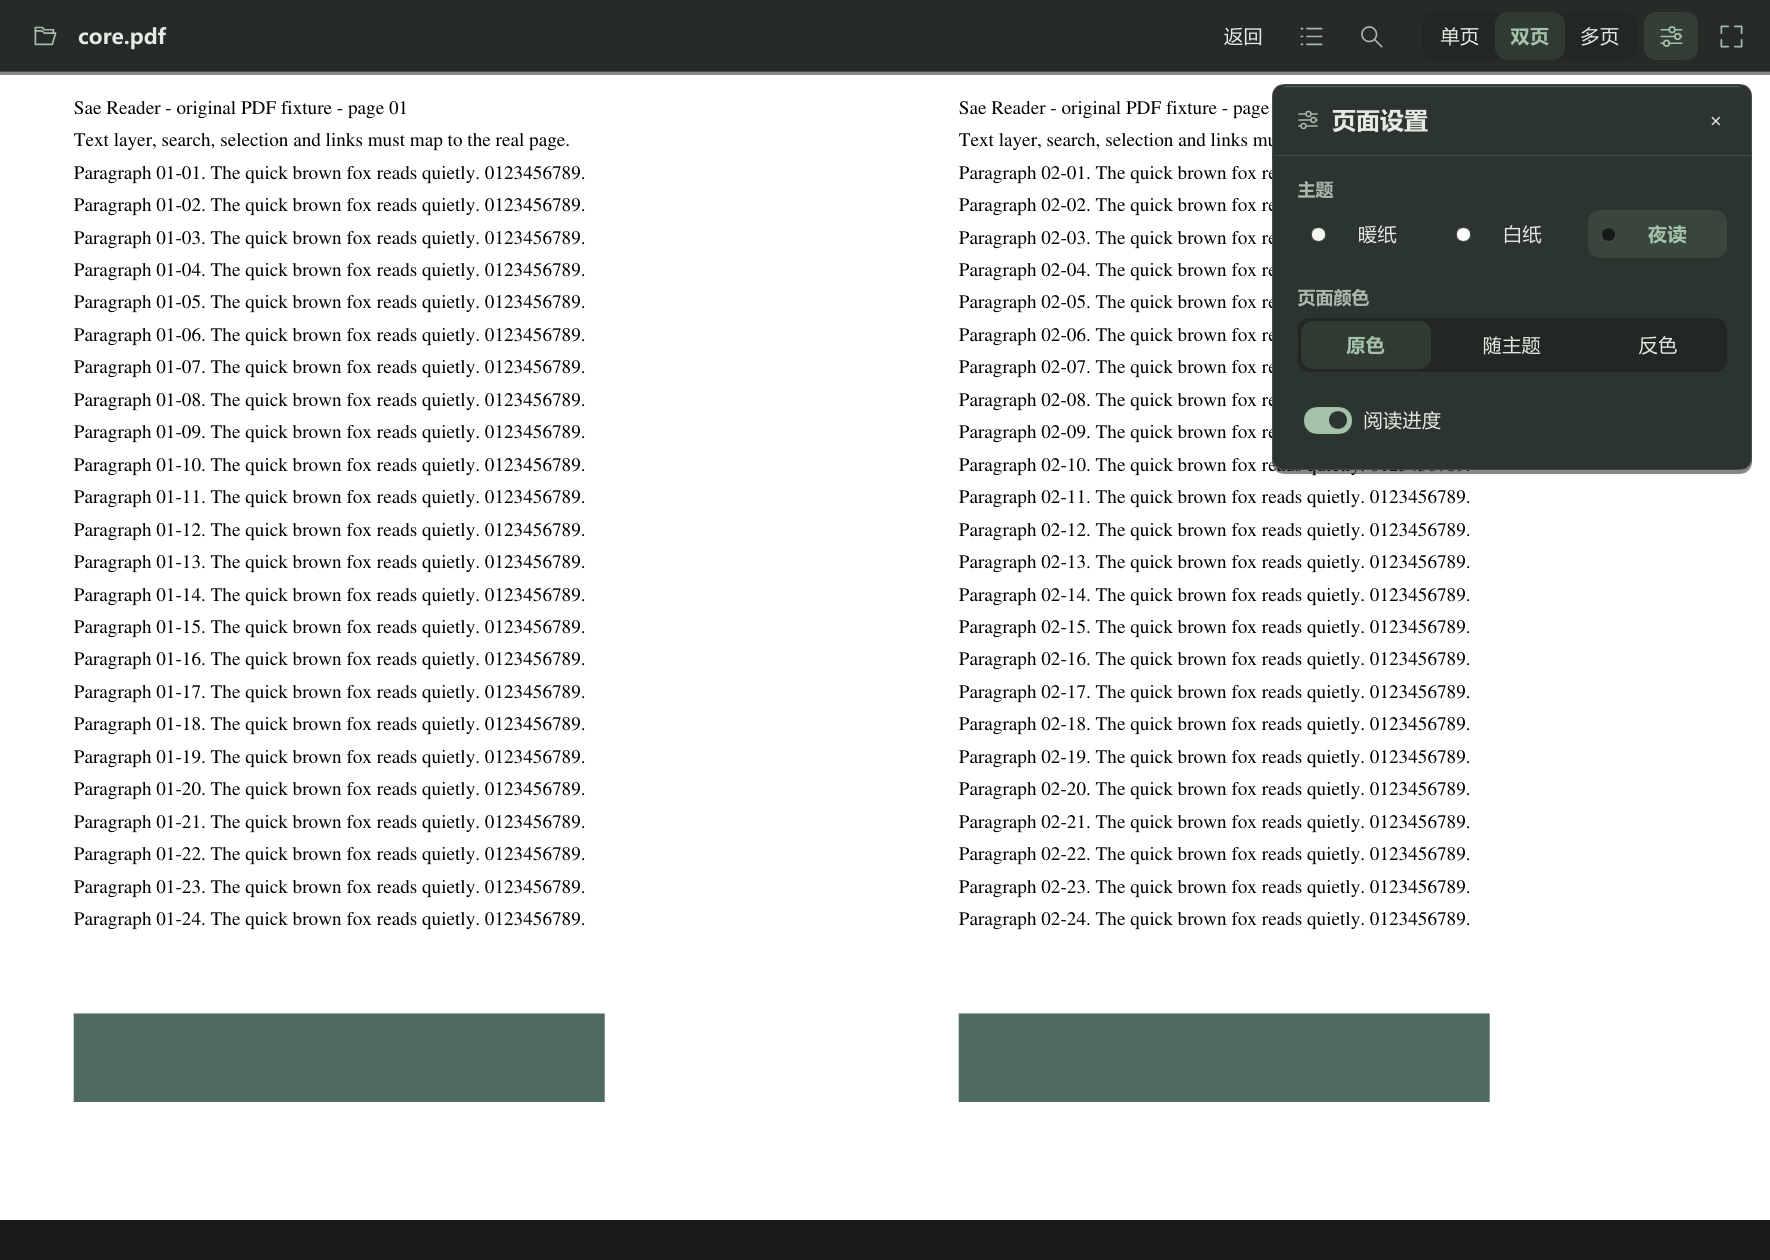 core.pdf
返回
单页
双页
多页
Sae Reader - original PDF fixture - page 01
Text layer, search, selection and links must map to the real page.
Paragraph 01-01. The quick brown fox reads quietly. 0123456789.
Paragraph 01-02. The quick brown fox reads quietly. 0123456789.
Paragraph 01-03. The quick brown fox reads quietly. 0123456789.
Paragraph 01-04. The quick brown fox reads quietly. 0123456789.
Paragraph 01-05. The quick brown fox reads quietly. 0123456789.
Paragraph 01-06. The quick brown fox reads quietly. 0123456789.
Paragraph 01-07. The quick brown fox reads quietly. 0123456789.
Paragraph 01-08. The quick brown fox reads quietly. 0123456789.
Paragraph 01-09. The quick brown fox reads quietly. 0123456789.
Paragraph 01-10. The quick brown fox reads quietly. 0123456789.
Paragraph 01-11. The quick brown fox reads quietly. 0123456789.
Paragraph 01-12. The quick brown fox reads quietly. 0123456789.
Paragraph 01-13. The quick brown fox reads quietly. 0123456789.
Paragraph 01-14. The quick brown fox reads quietly. 0123456789.
Paragraph 01-15. The quick brown fox reads quietly. 0123456789.
Paragraph 01-16. The quick brown fox reads quietly. 0123456789.
Paragraph 01-17. The quick brown fox reads quietly. 0123456789.
Paragraph 01-18. The quick brown fox reads quietly. 0123456789.
Paragraph 01-19. The quick brown fox reads quietly. 0123456789.
Paragraph 01-20. The quick brown fox reads quietly. 0123456789.
Paragraph 01-21. The quick brown fox reads quietly. 0123456789.
Paragraph 01-22. The quick brown fox reads quietly. 0123456789.
Paragraph 01-23. The quick brown fox reads quietly. 0123456789.
Paragraph 01-24. The quick brown fox reads quietly. 0123456789.
Sae Reader - original PDF fixture - page
Text layer, search, selection and links
Paragraph 02-01. The quick brown fox
Paragraph 02-02. The quick brown fox
Paragraph 02-03. The quick brown fox
Paragraph 02-04. The quick brown fox
Paragraph 02-05. The quick brown fox
Paragraph 02-06. The quick brown fox
Paragraph 02-07. The quick brown fox
Paragraph 02-08. The quick brown fox
Paragraph 02-09. The quick brown fox
Paragraph 02-10. The quick brown fox
Paragraph 02-11. The quick brown fox reads quietly. 0123456789.
Paragraph 02-12. The quick brown fox reads quietly. 0123456789.
Paragraph 02-13. The quick brown fox reads quietly. 0123456789.
Paragraph 02-14. The quick brown fox reads quietly. 0123456789.
Paragraph 02-15. The quick brown fox reads quietly. 0123456789.
Paragraph 02-16. The quick brown fox reads quietly. 0123456789.
Paragraph 02-17. The quick brown fox reads quietly. 0123456789.
Paragraph 02-18. The quick brown fox reads quietly. 0123456789.
Paragraph 02-19. The quick brown fox reads quietly. 0123456789.
Paragraph 02-20. The quick brown fox reads quietly. 0123456789.
Paragraph 02-21. The quick brown fox reads quietly. 0123456789.
Paragraph 02-22. The quick brown fox reads quietly. 0123456789.
Paragraph 02-23. The quick brown fox reads quietly. 0123456789.
Paragraph 02-24. The quick brown fox reads quietly. 0123456789.
页面设置
主题
暖纸
白纸
夜读
页面颜色
原色
随主题
反色
阅读进度